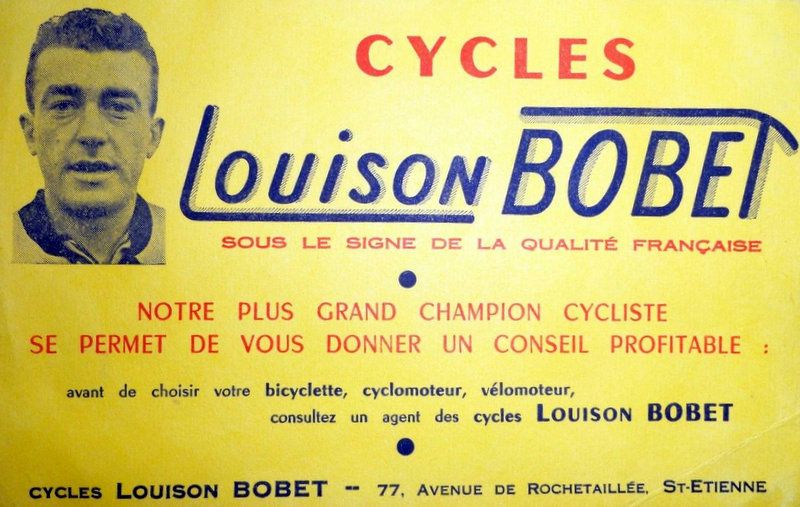 CYCLES
Louison BOBET
SOUS LE SIGNE DE LA QUALITÉ FRANÇAISE
NOTRE PLUS GRAND CHAMPION CYCLISTE
SE PERMET DE VOUS DONNER UN CONSEIL PROFITABLE :
avant de choisir votre bicyclette, cyclomoteur, vélomoteur,
consultez un agent des cycles LOUISON BOBET
CYCLES LOUISON BOBET -- 77, AVENUE DE ROCHETAILLÉE, ST-ETIENNE